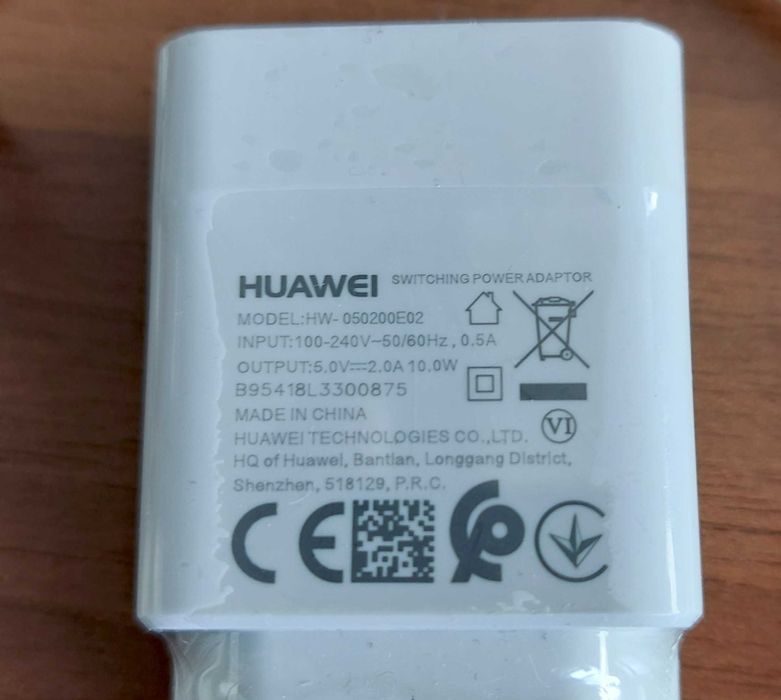 HUAWEI SWITCHING POWER ADAPTOR
MODEL:HW- 050200E02
INPUT:100-240V~50/60Hz , 0.5A
OUTPUT:5.0V⎓2.0A 10.0W
B95418L3300875
MADE IN CHINA
VI
HUAWEI TECHNOLOGIES CO.,LTD.
HQ of Huawei, Bantian, Longgang District,
Shenzhen, 518129, P.R.C.
CE